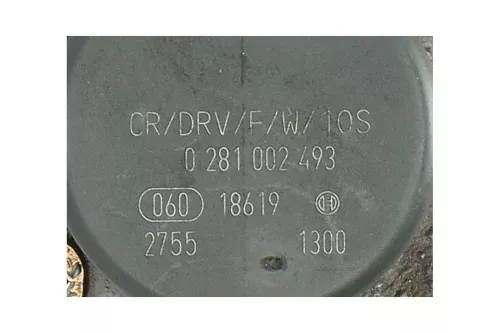 CR/DRV/F/W/10S
0 281 002 493
060 18619
2755 1300